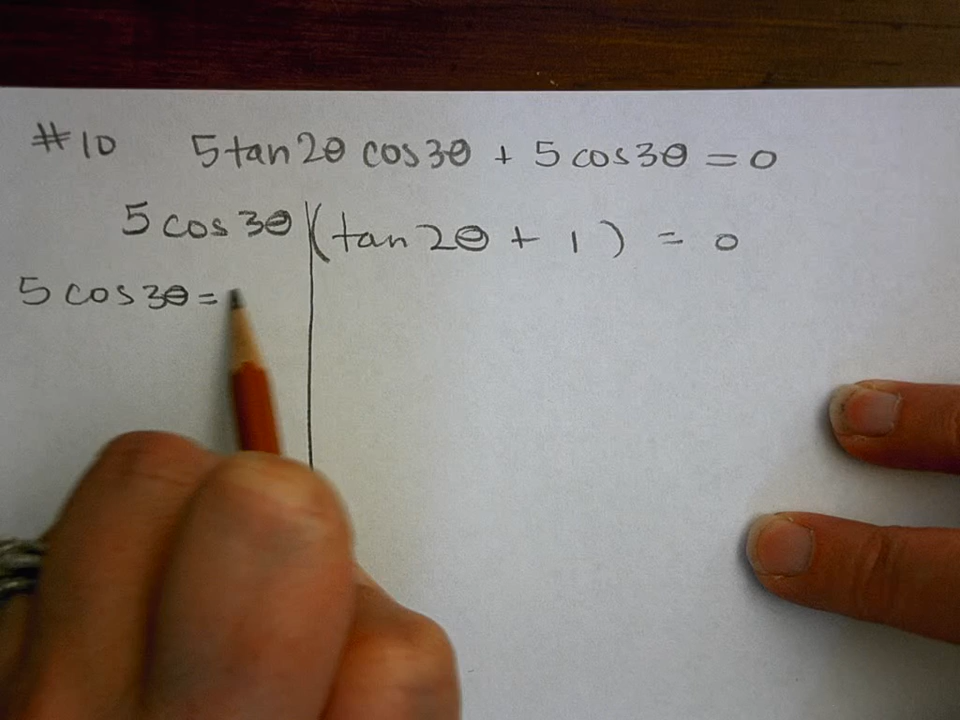 #10 5tan2θ cos3θ + 5cos3θ = 0
5cos3θ (tan2θ + 1) = 0
5cos3θ =